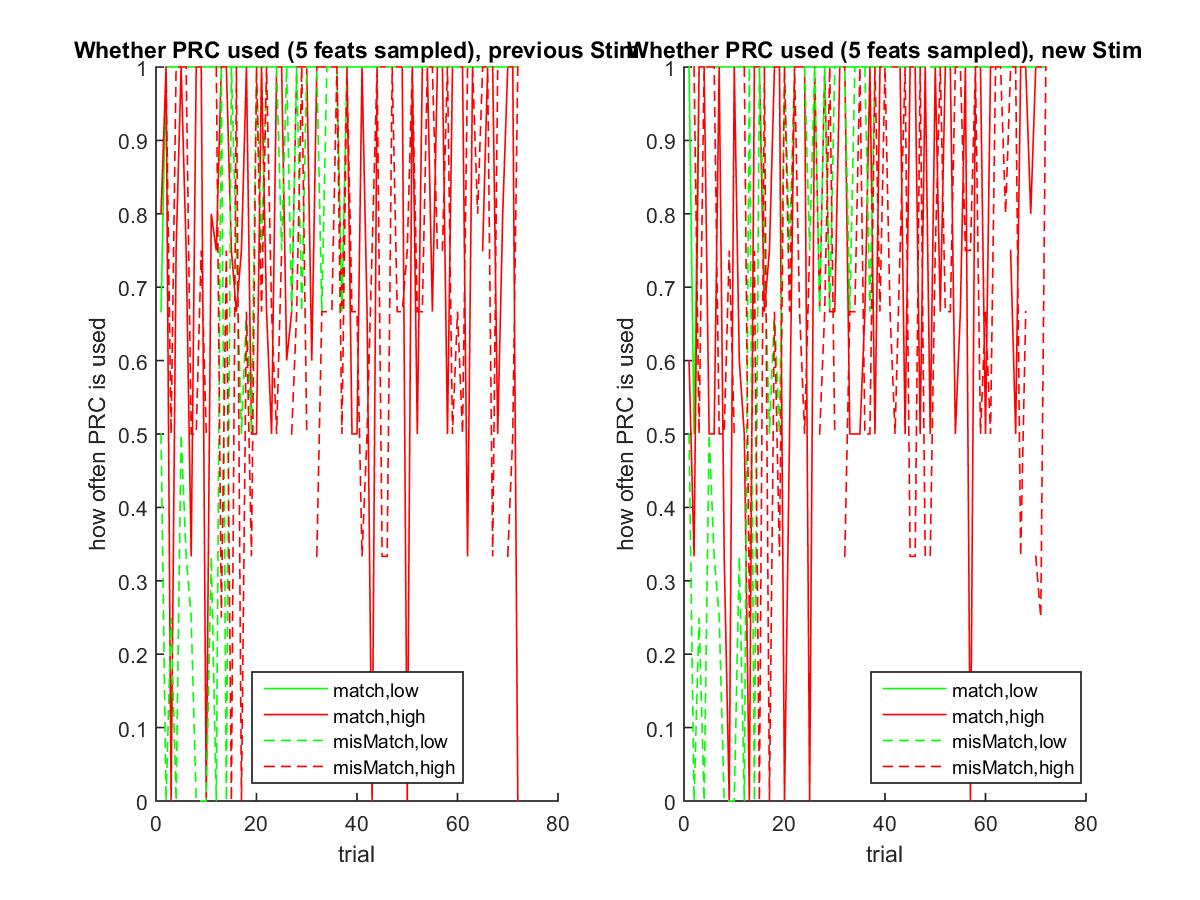 Whether PRC used (5 feats sampled), previous Stim
1
0.9
0.8
0.7
0.6
0.5
0.4
0.3
0.2
0.1
0
how often PRC is used
match,low
match,high
misMatch,low
misMatch,high
0 20 40 60 80
trial
Whether PRC used (5 feats sampled), new Stim
1
0.9
0.8
0.7
0.6
0.5
0.4
0.3
0.2
0.1
0
how often PRC is used
match,low
match,high
misMatch,low
misMatch,high
0 20 40 60 80
trial